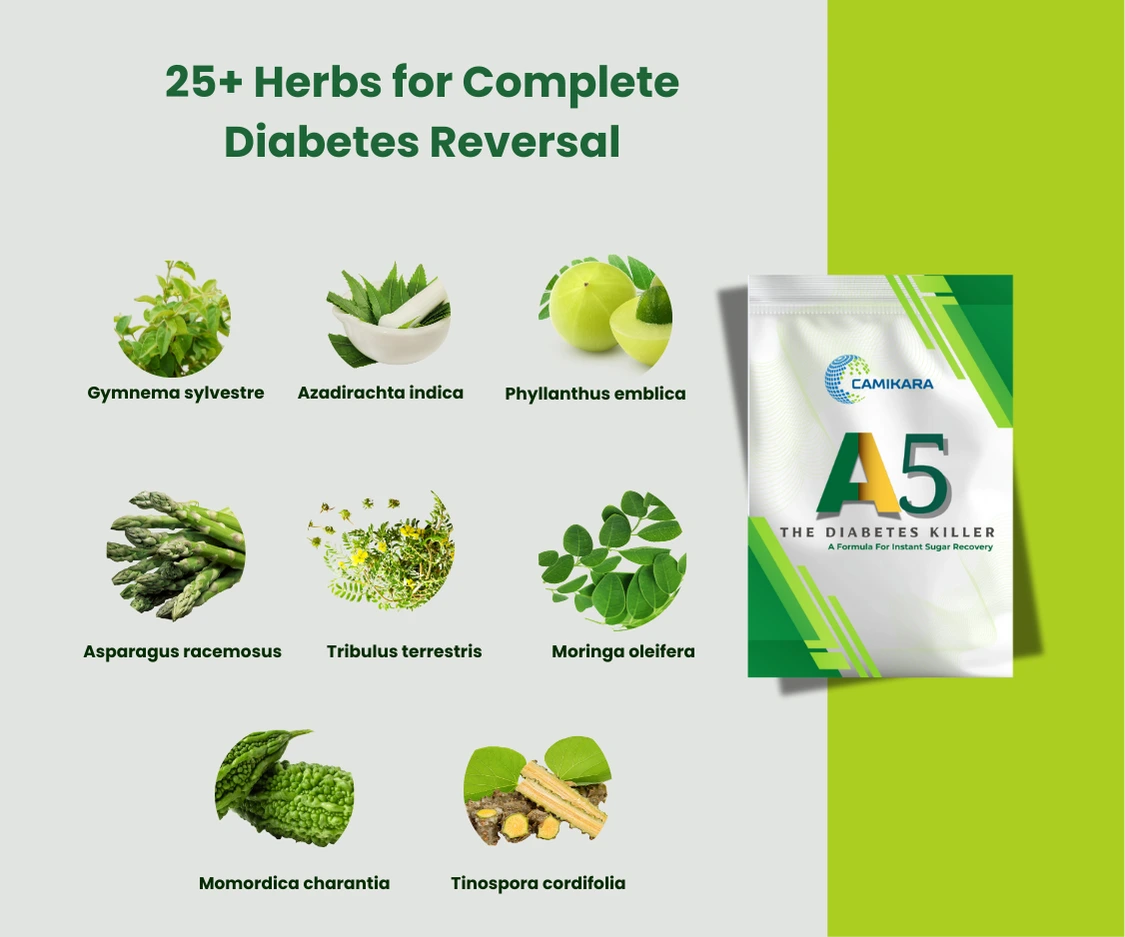 25+ Herbs for Complete
Diabetes Reversal
Gymnema sylvestre
Azadirachta indica
Phyllanthus emblica
Asparagus racemosus
Tribulus terrestris
Moringa oleifera
Momordica charantia
Tinospora cordifolia
CAMIKARA
A5
THE DIABETES KILLER
A Formula For Instant Sugar Recovery